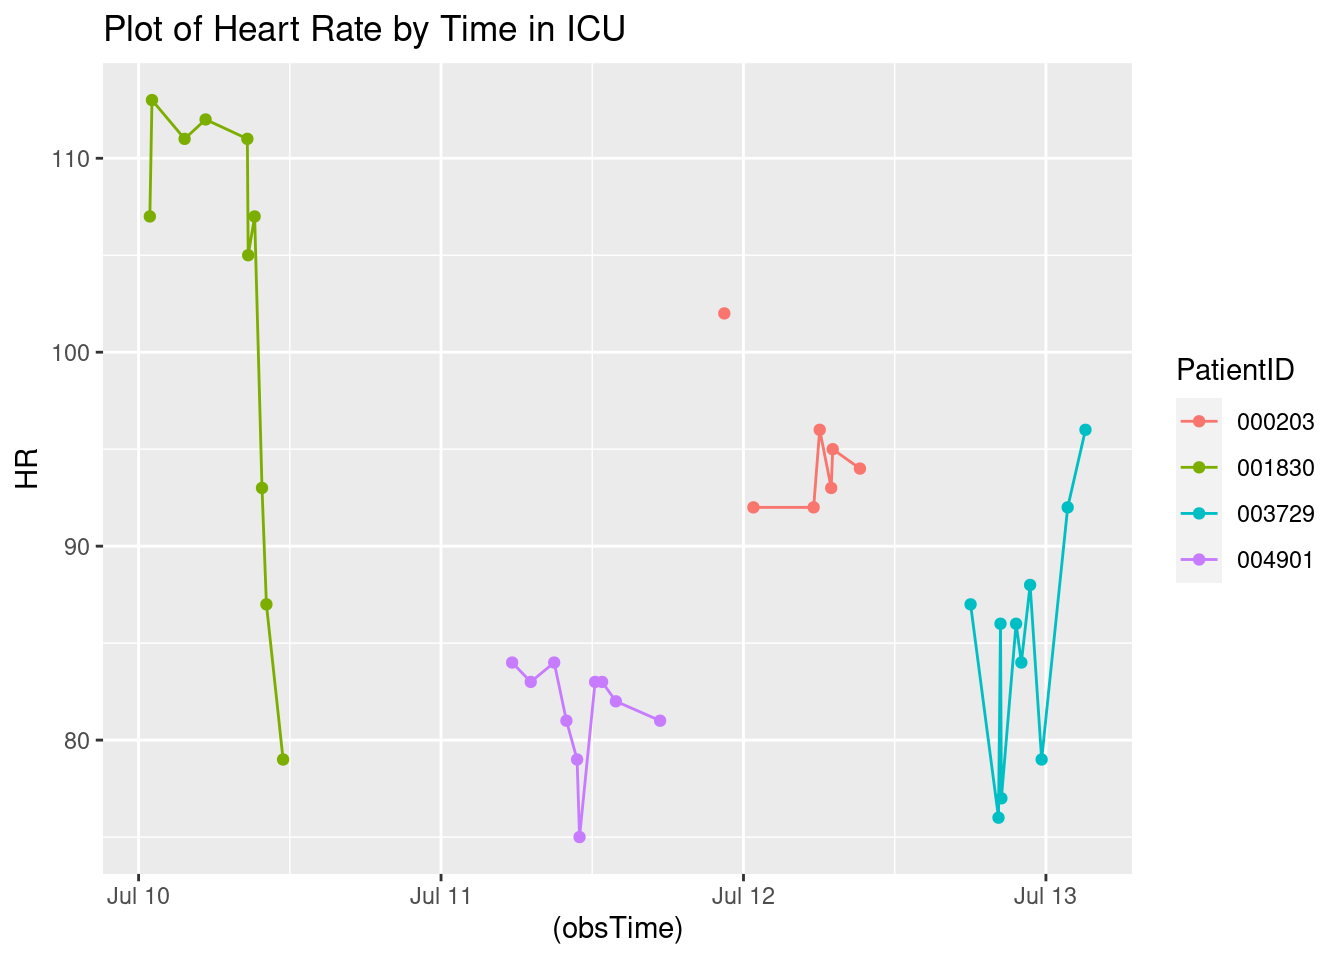 Plot of Heart Rate by Time in ICU
110
100
90
80
HR
Jul 10
Jul 11
Jul 12
Jul 13
(obsTime)
PatientID
000203
001830
003729
004901